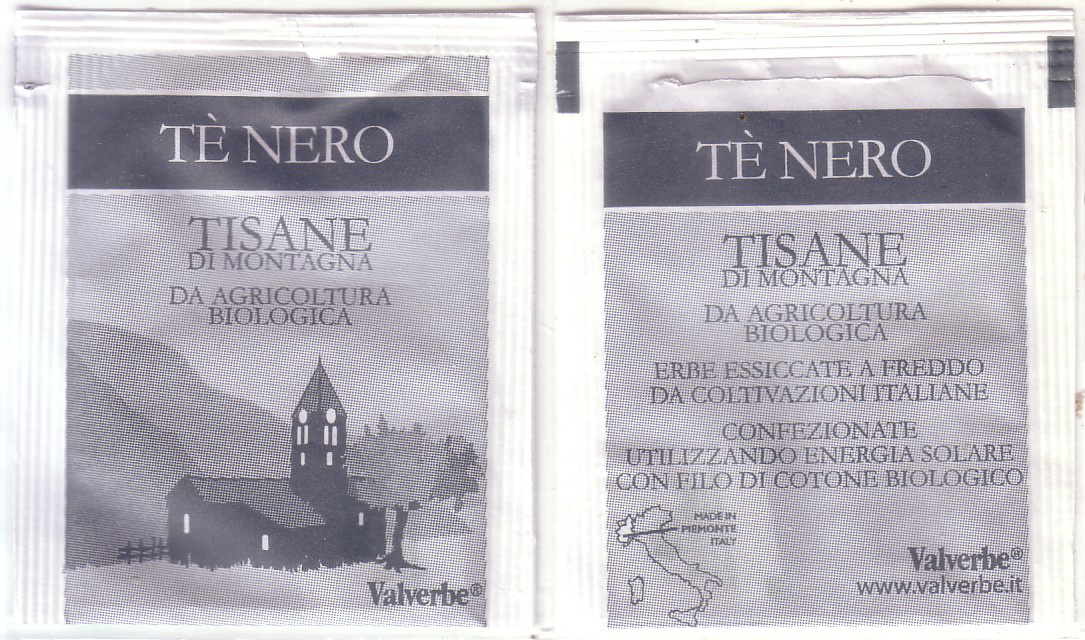 TÈ NERO
TISANE
DI MONTAGNA
DA AGRICOLTURA
BIOLOGICA
Valverbe®
TÈ NERO
TISANE
DI MONTAGNA
DA AGRICOLTURA
BIOLOGICA
ERBE ESSICCATE A FREDDO
DA COLTIVAZIONI ITALIANE
CONFEZIONATE
UTILIZZANDO ENERGIA SOLARE
CON FILO DI COTONE BIOLOGICO
MADE IN
PIEMONTE
ITALY
Valverbe®
www.valverbe.it